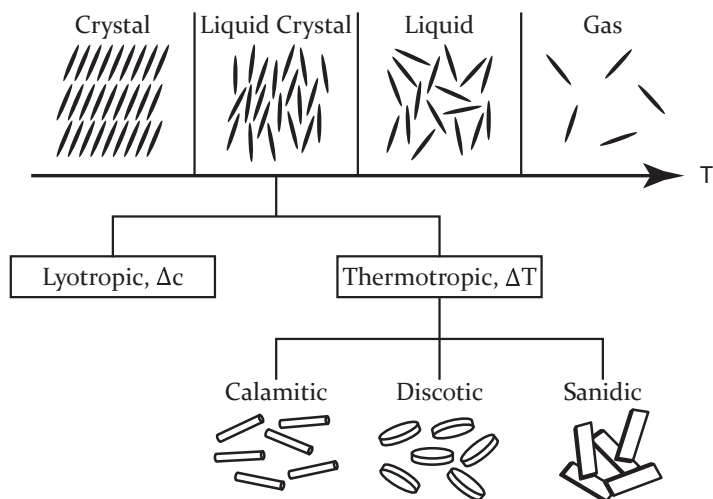 Crystal
Liquid Crystal
Liquid
Gas
T
Lyotropic, Δc
Thermotropic, ΔT
Calamitic
Discotic
Sanidic